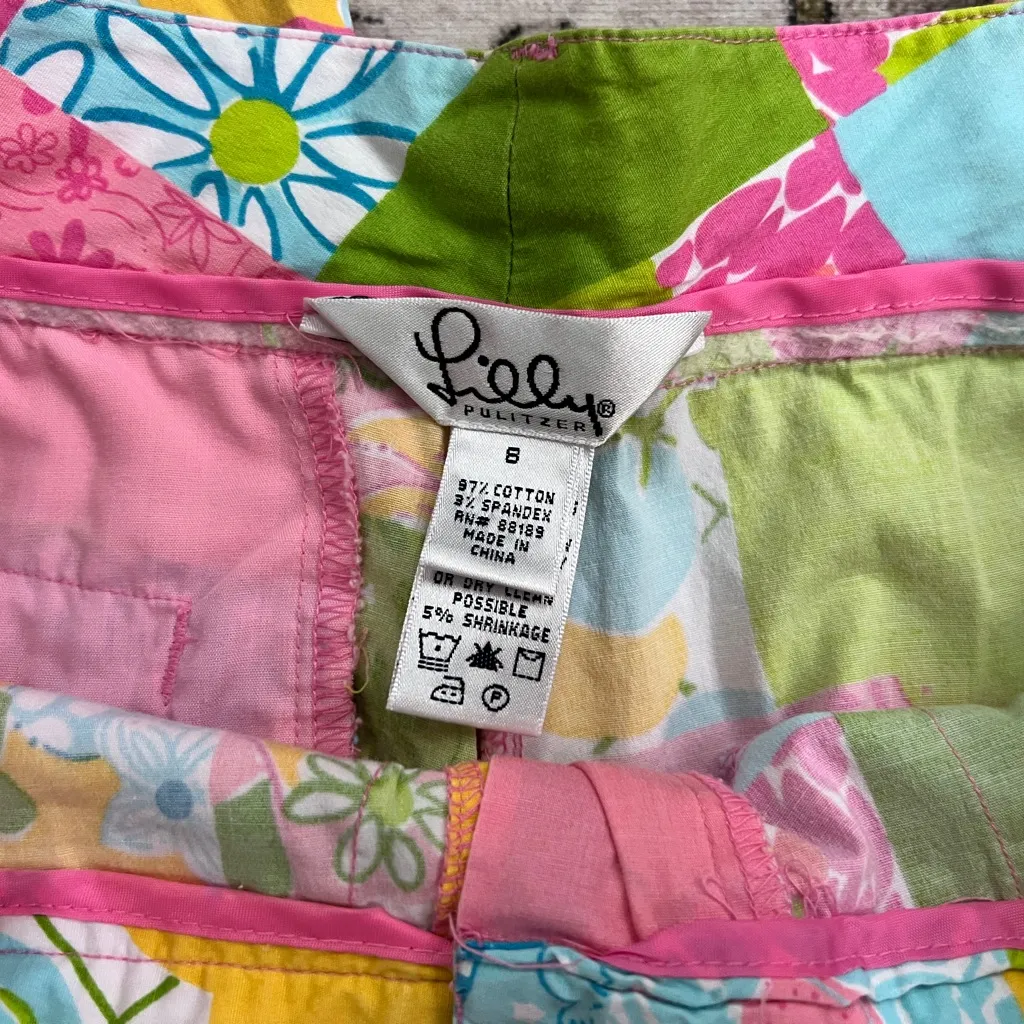 Lilly®
PULITZER
8
97% COTTON
3% SPANDEX
RN# 88189
MADE IN
CHINA
OR DRY CLEAN
POSSIBLE
5% SHRINKAGE
P